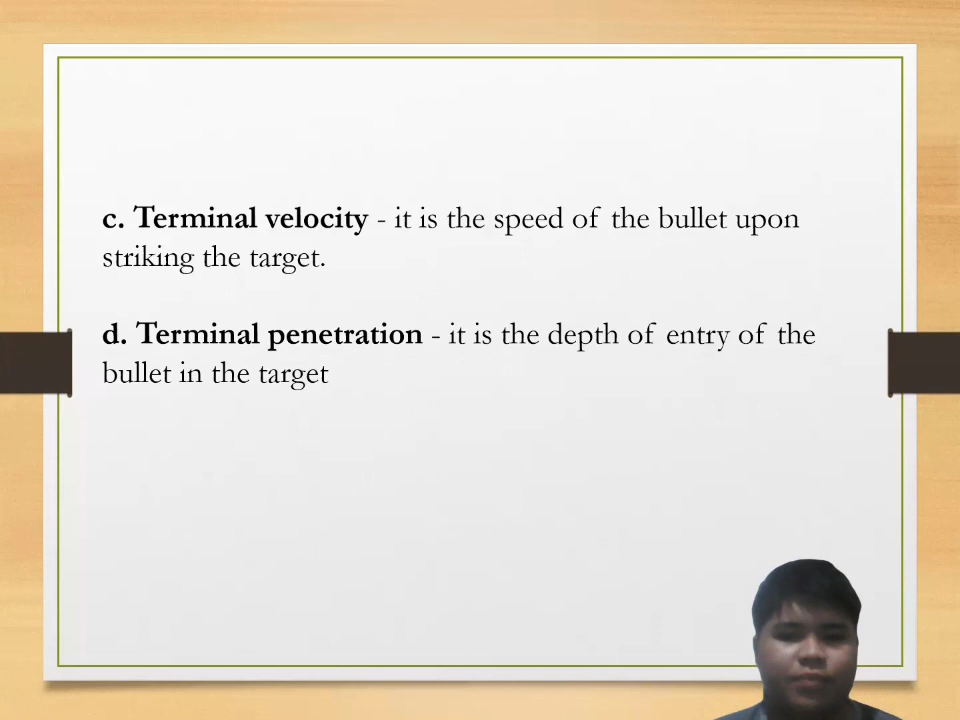 c. Terminal velocity - it is the speed of the bullet upon
striking the target.
d. Terminal penetration - it is the depth of entry of the
bullet in the target